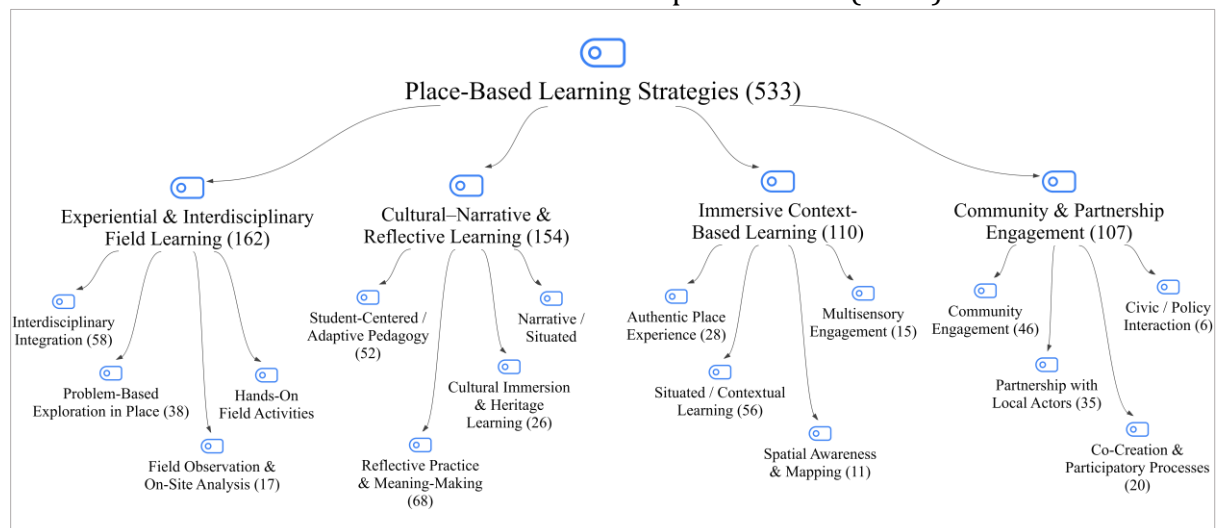 Place-Based Learning Strategies (533)
Experiential & Interdisciplinary
Field Learning (162)
Cultural–Narrative &
Reflective Learning (154)
Immersive Context-
Based Learning (110)
Community & Partnership
Engagement (107)
Interdisciplinary
Integration (58)
Problem-Based
Exploration in Place (38)
Field Observation &
On-Site Analysis (17)
Hands-On
Field Activities
Student-Centered /
Adaptive Pedagogy
(52)
Reflective Practice
& Meaning-Making
(68)
Cultural Immersion
& Heritage
Learning (26)
Narrative /
Situated
Authentic Place
Experience (28)
Situated / Contextual
Learning (56)
Spatial Awareness
& Mapping (11)
Multisensory
Engagement (15)
Community
Engagement (46)
Partnership with
Local Actors (35)
Co-Creation &
Participatory Processes
(20)
Civic / Policy
Interaction (6)